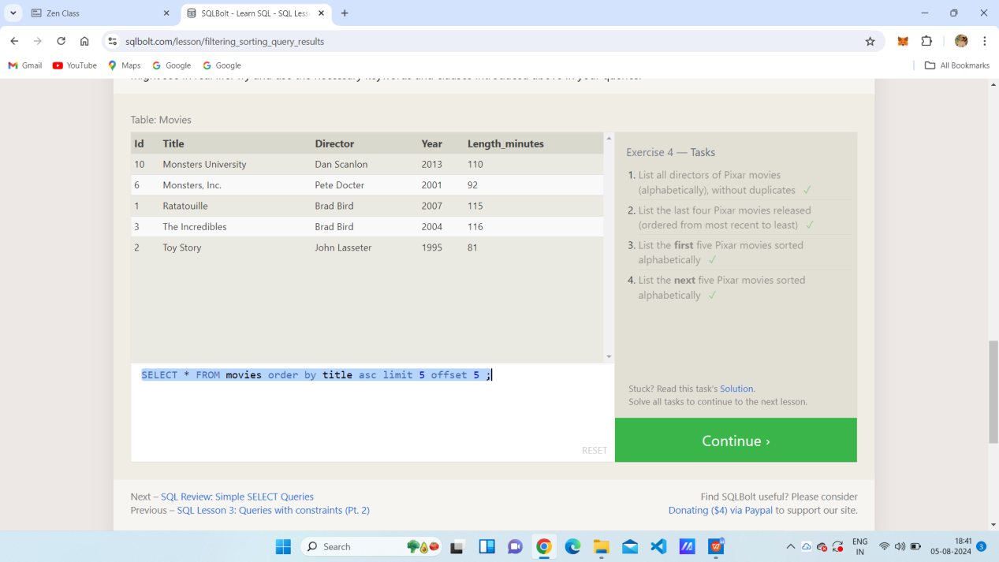 Zen Class
SQLBolt - Learn SQL - SQL Less
sqlbolt.com/lesson/filtering_sorting_query_results
Gmail YouTube Maps Google Google All Bookmarks
Table: Movies
Id Title Director Year Length_minutes
10 Monsters University Dan Scanlon 2013 110
6 Monsters, Inc. Pete Docter 2001 92
1 Ratatouille Brad Bird 2007 115
3 The Incredibles Brad Bird 2004 116
2 Toy Story John Lasseter 1995 81
SELECT * FROM movies order by title asc limit 5 offset 5 ;
RESET
Exercise 4 — Tasks
1. List all directors of Pixar movies
(alphabetically), without duplicates ✓
2. List the last four Pixar movies released
(ordered from most recent to least) ✓
3. List the first five Pixar movies sorted
alphabetically ✓
4. List the next five Pixar movies sorted
alphabetically ✓
Stuck? Read this task's Solution.
Solve all tasks to continue to the next lesson.
Continue ›
Next – SQL Review: Simple SELECT Queries
Previous – SQL Lesson 3: Queries with constraints (Pt. 2)
Find SQLBolt useful? Please consider
Donating ($4) via Paypal to support our site.
Search
ENG
IN
18:41
05-08-2024
3